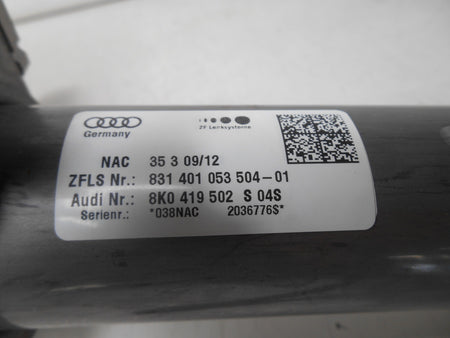 Germany
ZF Lenksysteme
NAC 35 3 09/12
ZFLS Nr.: 831 401 053 504-01
Audi Nr.: 8K0 419 502 S 04S
Serienr.: *038NAC 2036776S*